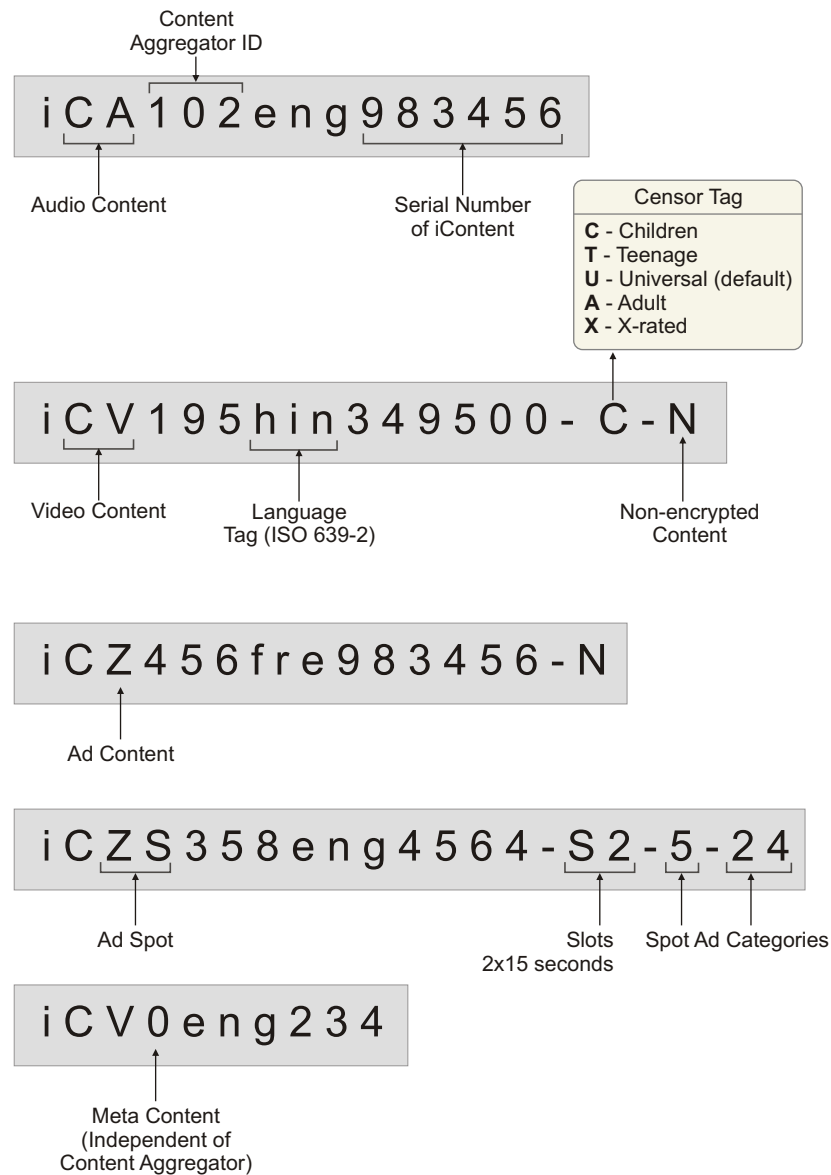 Content
Aggregator ID
iCA102eng983456
Audio Content
Serial Number
of iContent
Censor Tag
C - Children
T - Teenage
U - Universal (default)
A - Adult
X - X-rated
iCV195hin349500- C-N
Video Content
Language
Tag (ISO 639-2)
Non-encrypted
Content
iCZ456fre983456-N
Ad Content
iCZS358eng4564-S2-5-24
Ad Spot
Slots
2x15 seconds
Spot Ad Categories
iCV0eng234
Meta Content
(Independent of
Content Aggregator)